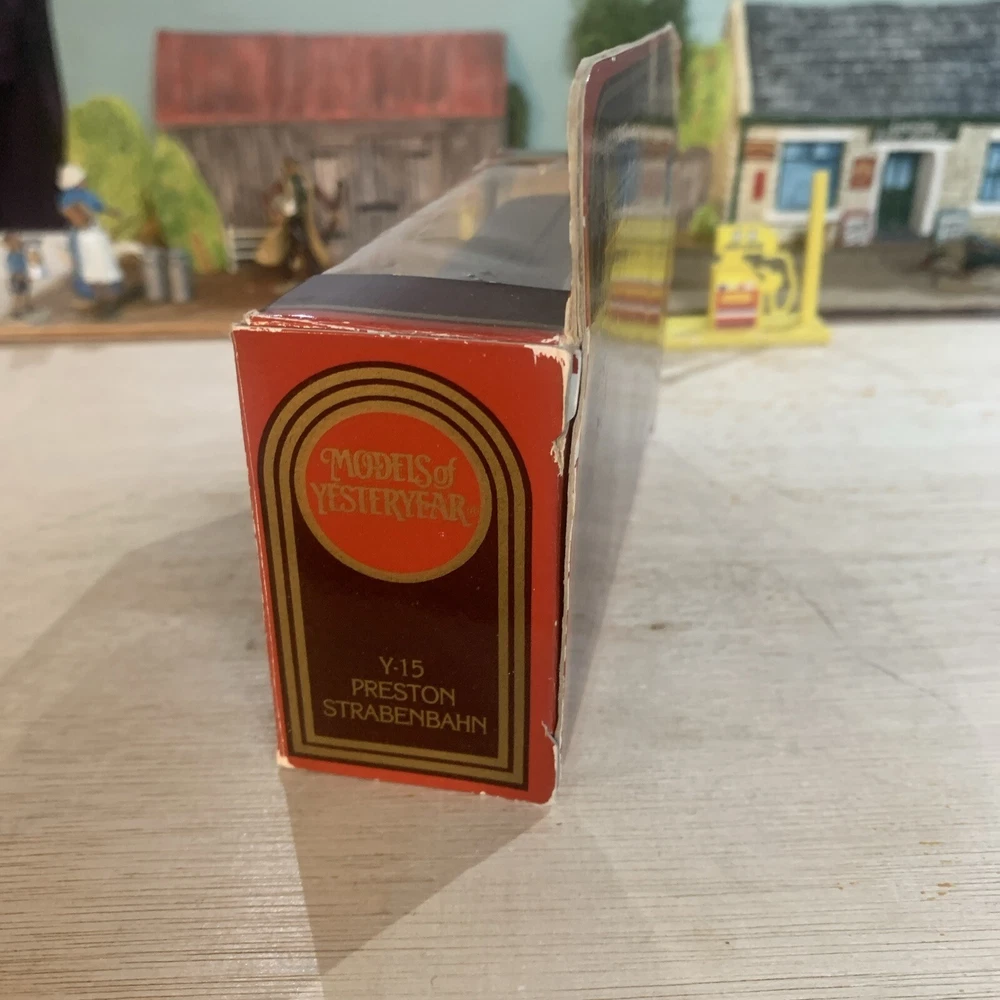 MODELS of
YESTERYEAR®
Y-15
PRESTON
STRABENBAHN